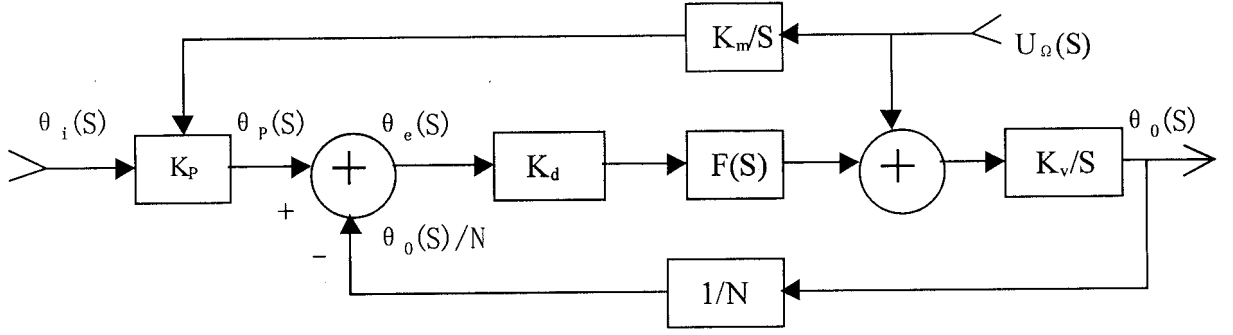 K_m/S
U_Ω(S)
θ_i(S)
θ_P(S)
θ_e(S)
θ_0(S)
K_P
+
K_d
F(S)
+
K_v/S
+
−
θ_0(S)/N
1/N